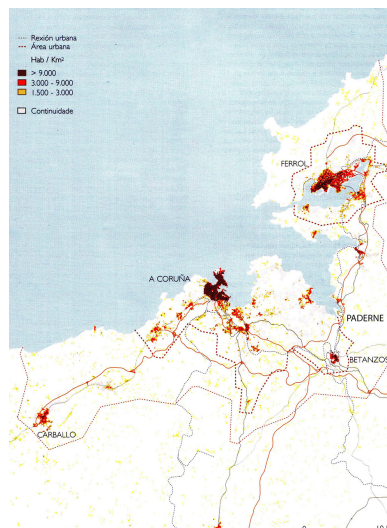 Rexión urbana
Área urbana
Hab / Km²
> 9.000
3.000 - 9.000
1.500 - 3.000
Continuidade
FERROL
A CORUÑA
PADERNE
BETANZOS
CARBALLO
0